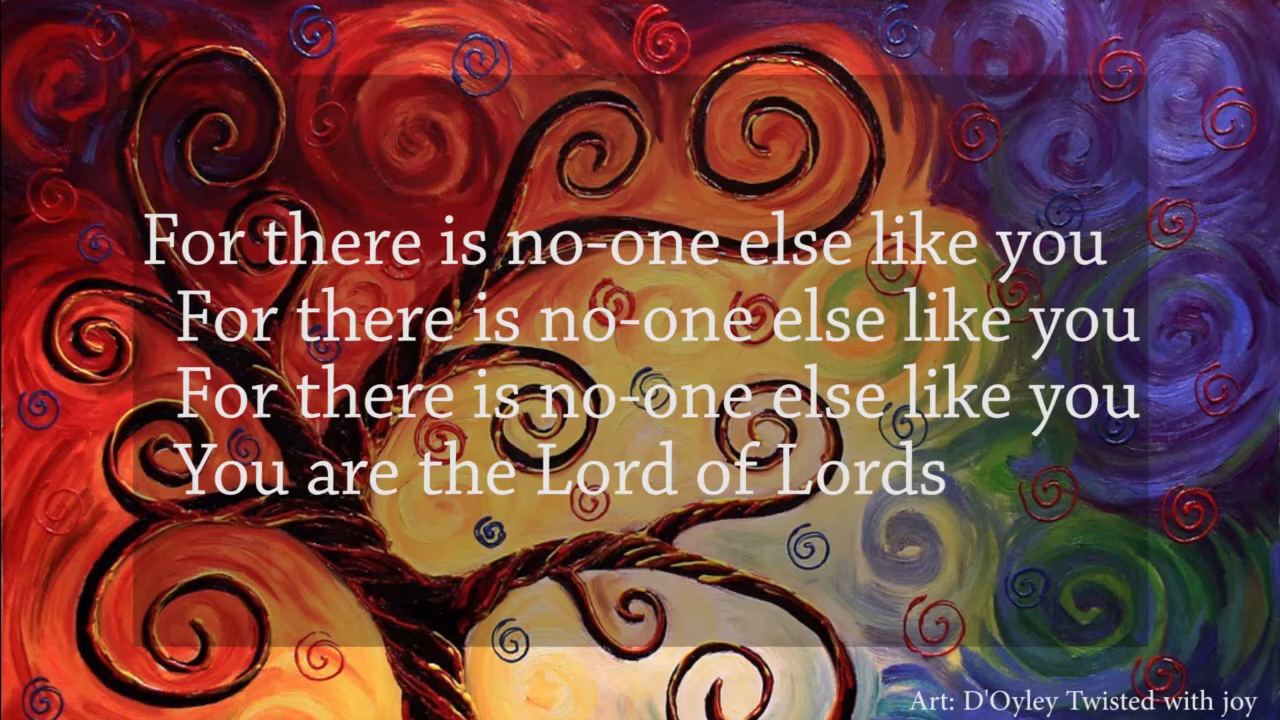 For there is no-one else like you
For there is no-one else like you
For there is no-one else like you
You are the Lord of Lords
Art: D'Oyley Twisted with joy